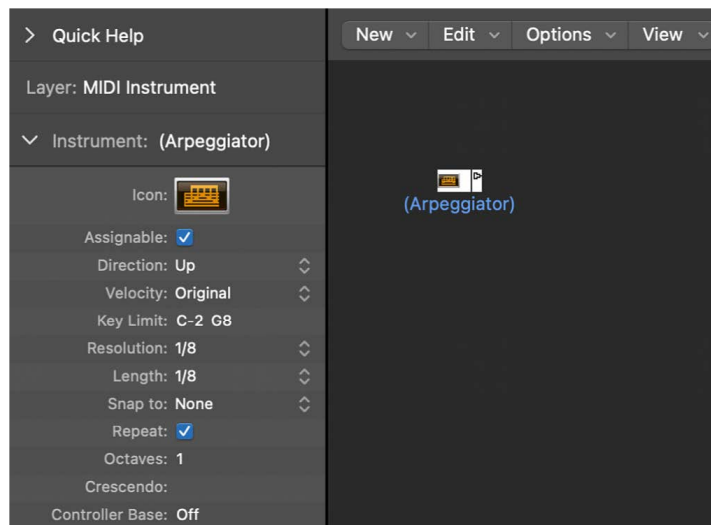 Quick Help
New Edit Options View
Layer: MIDI Instrument
Instrument: (Arpeggiator)
Icon:
(Arpeggiator)
Assignable:
Direction: Up
Velocity: Original
Key Limit: C-2 G8
Resolution: 1/8
Length: 1/8
Snap to: None
Repeat:
Octaves: 1
Crescendo:
Controller Base: Off